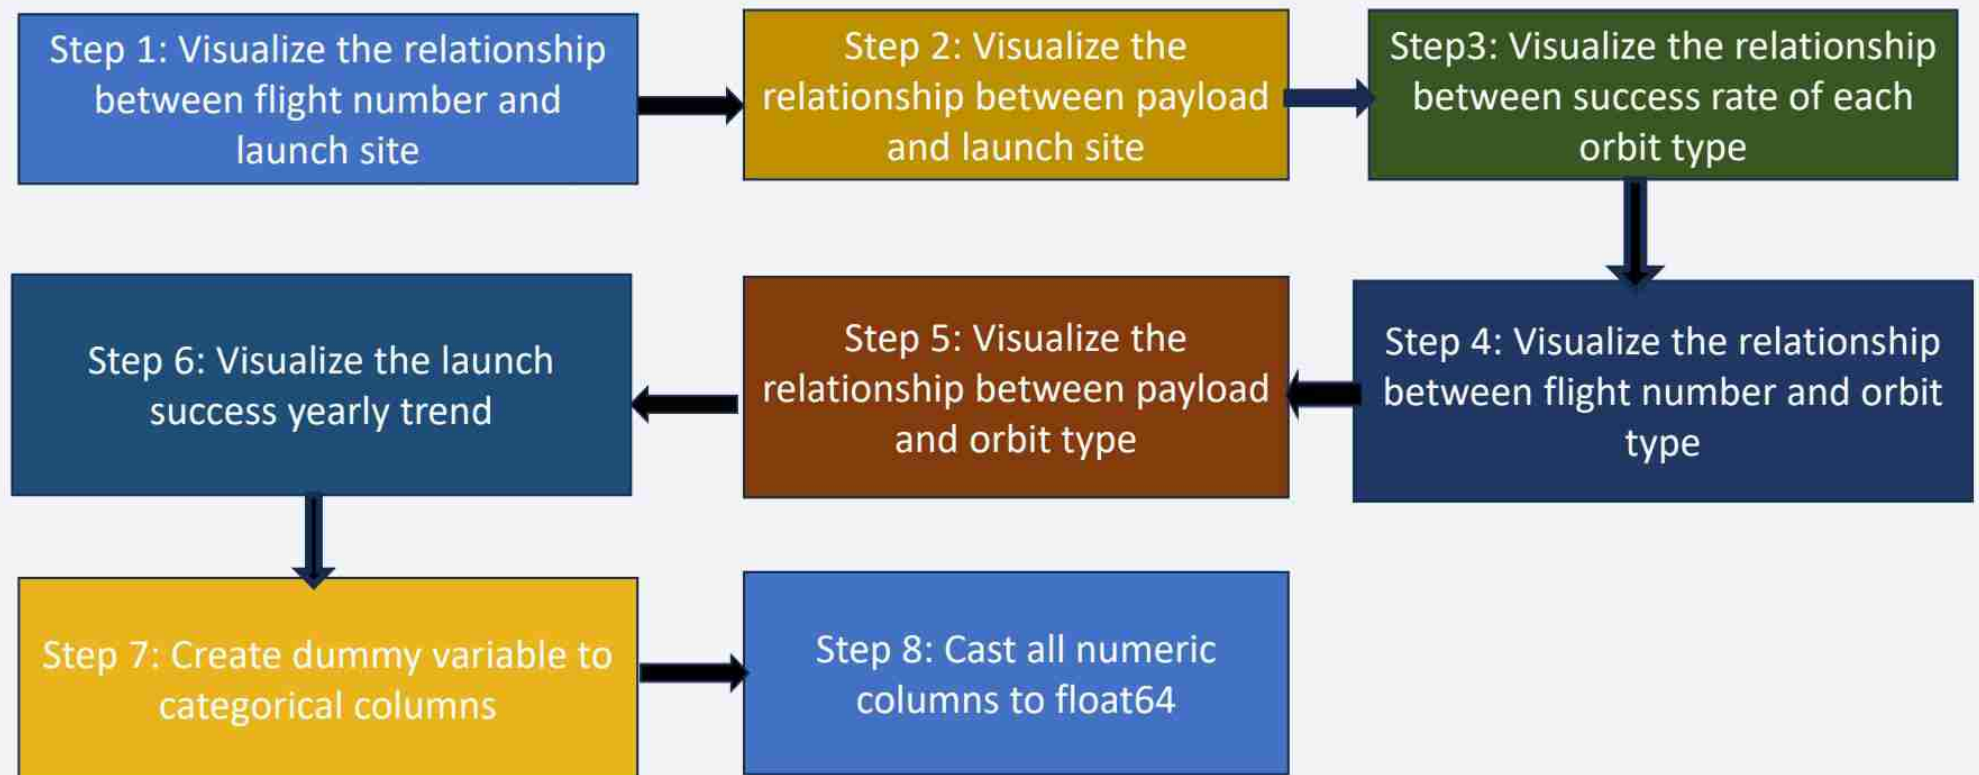 Step 1: Visualize the relationship
between flight number and
launch site
Step 2: Visualize the
relationship between payload
and launch site
Step3: Visualize the relationship
between success rate of each
orbit type
Step 4: Visualize the relationship
between flight number and orbit
type
Step 5: Visualize the
relationship between payload
and orbit type
Step 6: Visualize the launch
success yearly trend
Step 7: Create dummy variable to
categorical columns
Step 8: Cast all numeric
columns to float64